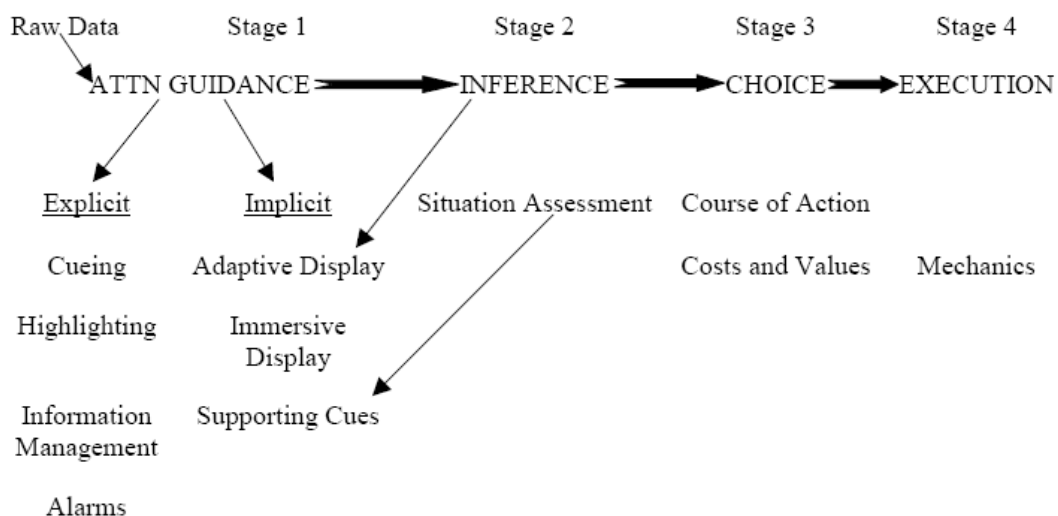 Raw Data Stage 1 Stage 2 Stage 3 Stage 4
ATTN GUIDANCE INFERENCE CHOICE EXECUTION
Explicit Implicit Situation Assessment Course of Action
Cueing Adaptive Display Costs and Values Mechanics
Highlighting Immersive
Display
Information Supporting Cues
Management
Alarms